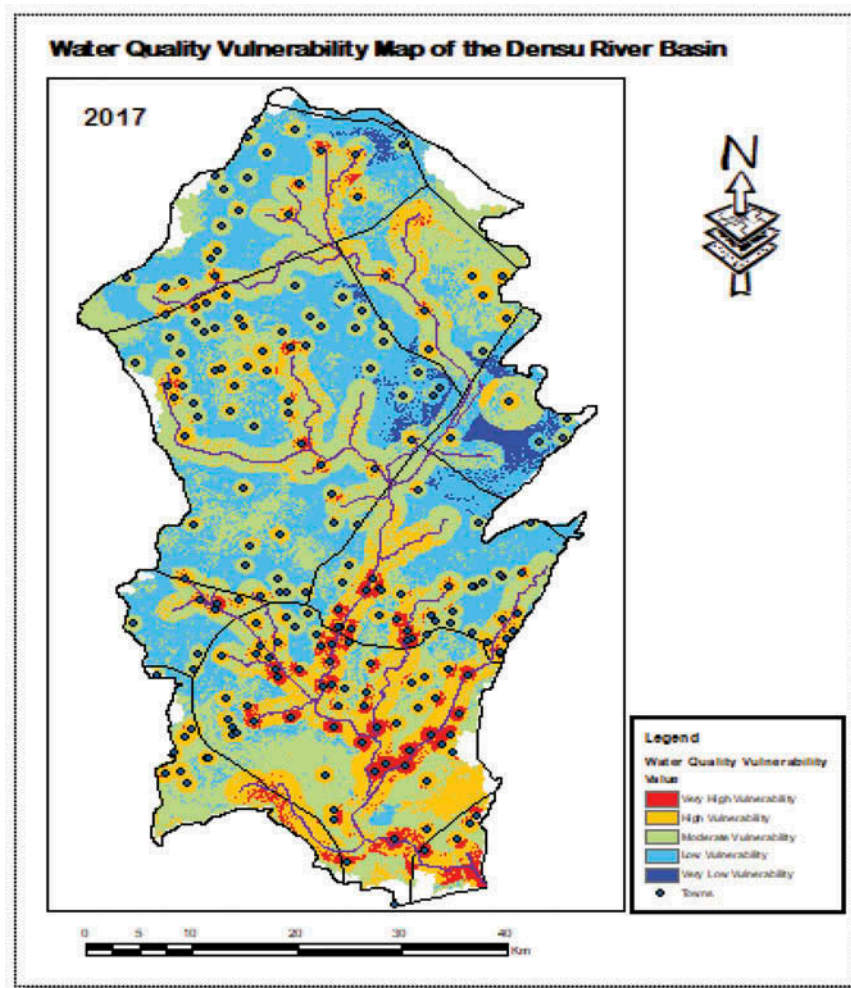 Water Quality Vulnerability Map of the Densu River Basin
2017
N
Legend
Water Quality Vulnerability
Value
Very High Vulnerability
High Vulnerability
Moderate Vulnerability
Low Vulnerability
Very Low Vulnerability
Towns
0 10 20 30 40
Km